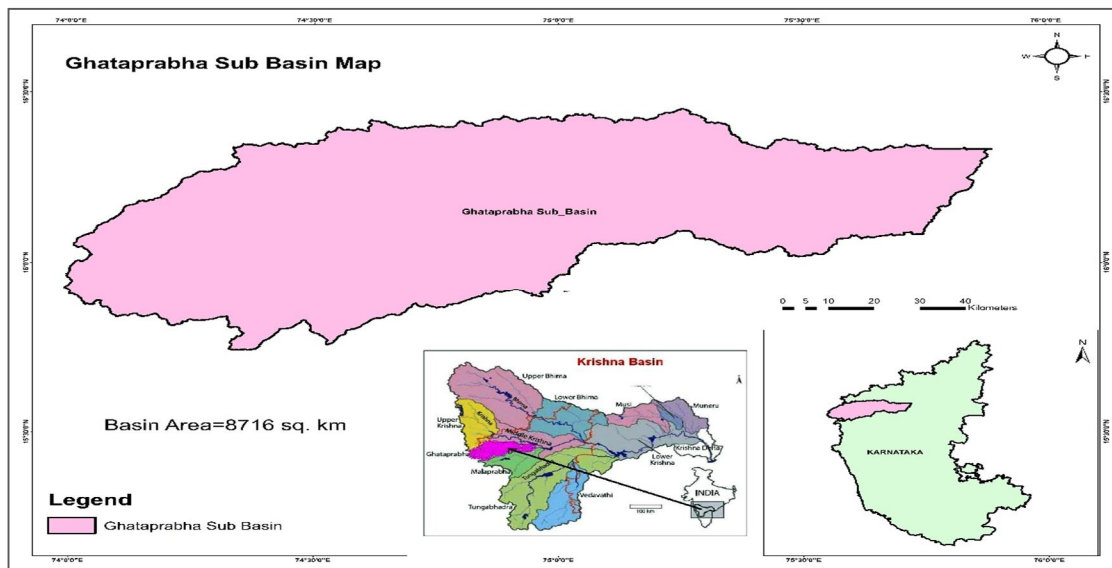 74°0'0"E
74°30'0"E
75°0'0"E
75°30'0"E
76°0'0"E
Ghataprabha Sub Basin Map
N
W
E
S
Ghataprabha Sub_Basin
0 5 10 20 30 40
Kilometers
Krishna Basin
Upper Bhima
Bhima
Lower Bhima
Musi
Muneru
Upper
Krishna
Krishna
Middle Krishna
Krishna Delta
Ghataprabha
Lower
Krishna
Malaprabha
Tungabhadra
Vedavathi
Tungabhadra
INDIA
100 km
N
KARNATAKA
Basin Area=8716 sq. km
Legend
Ghataprabha Sub Basin
74°0'0"E
74°30'0"E
75°0'0"E
75°30'0"E
76°0'0"E